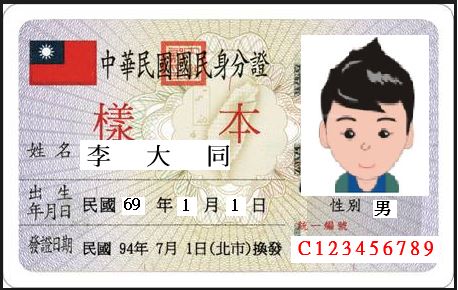 中華民國國民身分證
樣本
姓名 李大同
出生年月日 民國 69 年 1 月 1 日
性別 男
發證日期 民國 94年 7月 1日(北市)換發
統一編號
C123456789